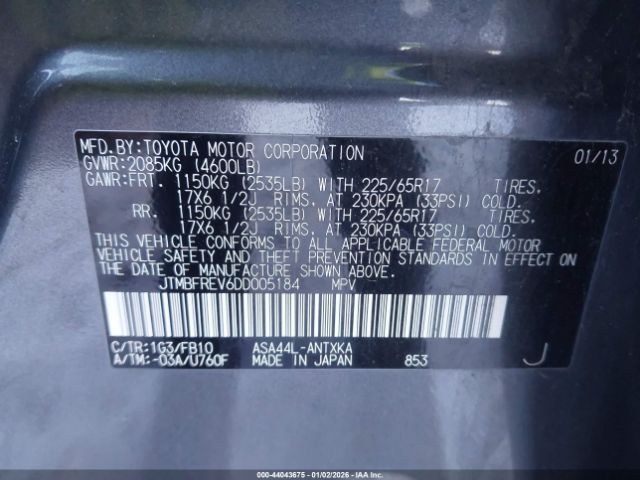 MFD.BY:TOYOTA MOTOR CORPORATION 01/13
GVWR:2085KG (4600LB)
GAWR:FRT. 1150KG (2535LB) WITH 225/65R17 TIRES,
17X6 1/2J RIMS, AT 230KPA (33PSI) COLD.
RR. 1150KG (2535LB) WITH 225/65R17 TIRES,
17X6 1/2J RIMS, AT 230KPA (33PSI) COLD.
THIS VEHICLE CONFORMS TO ALL APPLICABLE FEDERAL MOTOR
VEHICLE SAFETY AND THEFT PREVENTION STANDARDS IN EFFECT
ON THE DATE OF MANUFACTURE SHOWN ABOVE.
JTMBFREV6DD005184 MPV
C/TR:1G3/FB10 ASA44L-ANTXKA
A/TM:-03A/U760F MADE IN JAPAN 853 J
000-44043675 - 01/02/2026 - IAAI.COM